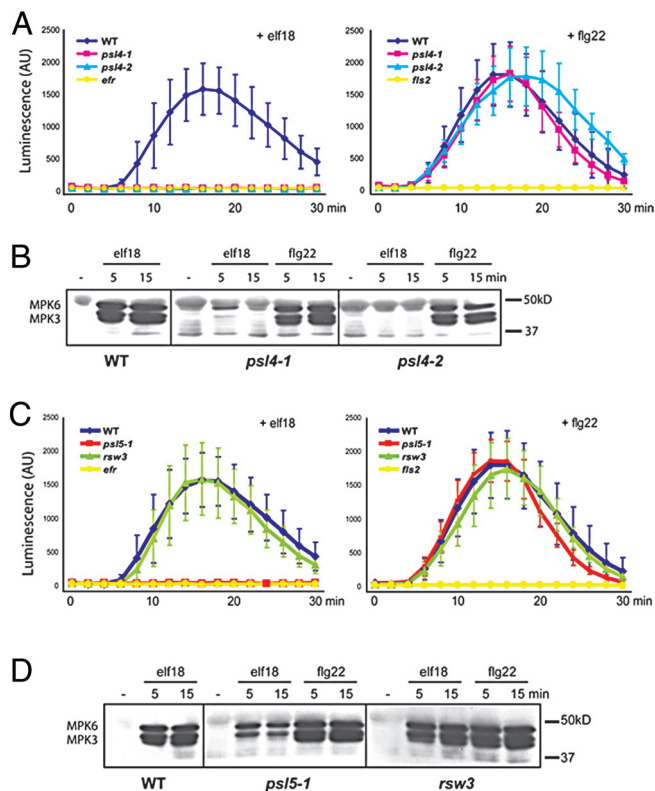 A
+ elf18
WT
psl4-1
psl4-2
efr
Luminescence (AU)
2500
2000
1500
1000
500
0
0 10 20 30 min
+ flg22
WT
psl4-1
psl4-2
fls2
2500
2000
1500
1000
500
0
0 10 20 30 min
B
elf18 elf18 flg22 elf18 flg22
- 5 15 - 5 15 5 15 - 5 15 5 15 min
MPK6
MPK3
50kD
37
WT psl4-1 psl4-2
C
+ elf18
WT
psl5-1
rsw3
efr
Luminescence (AU)
2500
2000
1500
1000
500
0
0 10 20 30 min
+ flg22
WT
psl5-1
rsw3
fls2
2500
2000
1500
1000
500
0
0 10 20 30 min
D
elf18 elf18 flg22 elf18 flg22
- 5 15 - 5 15 5 15 - 5 15 5 15 min
MPK6
MPK3
50kD
37
WT psl5-1 rsw3